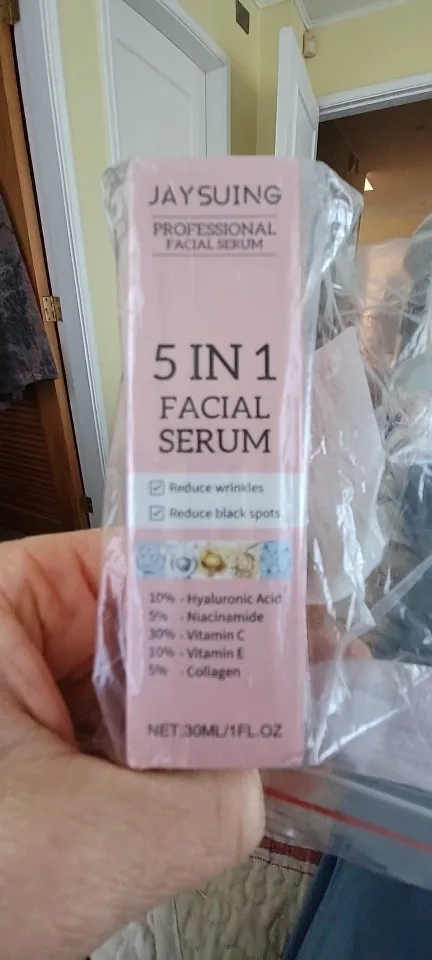 JAYSUING
PROFESSIONAL
FACIAL SERUM
5 IN 1
FACIAL
SERUM
Reduce wrinkles
Reduce black spots
10% - Hyaluronic Acid
5% - Niacinamide
30% - Vitamin C
10% - Vitamin E
5% - Collagen
NET:30ML/1FL.OZ